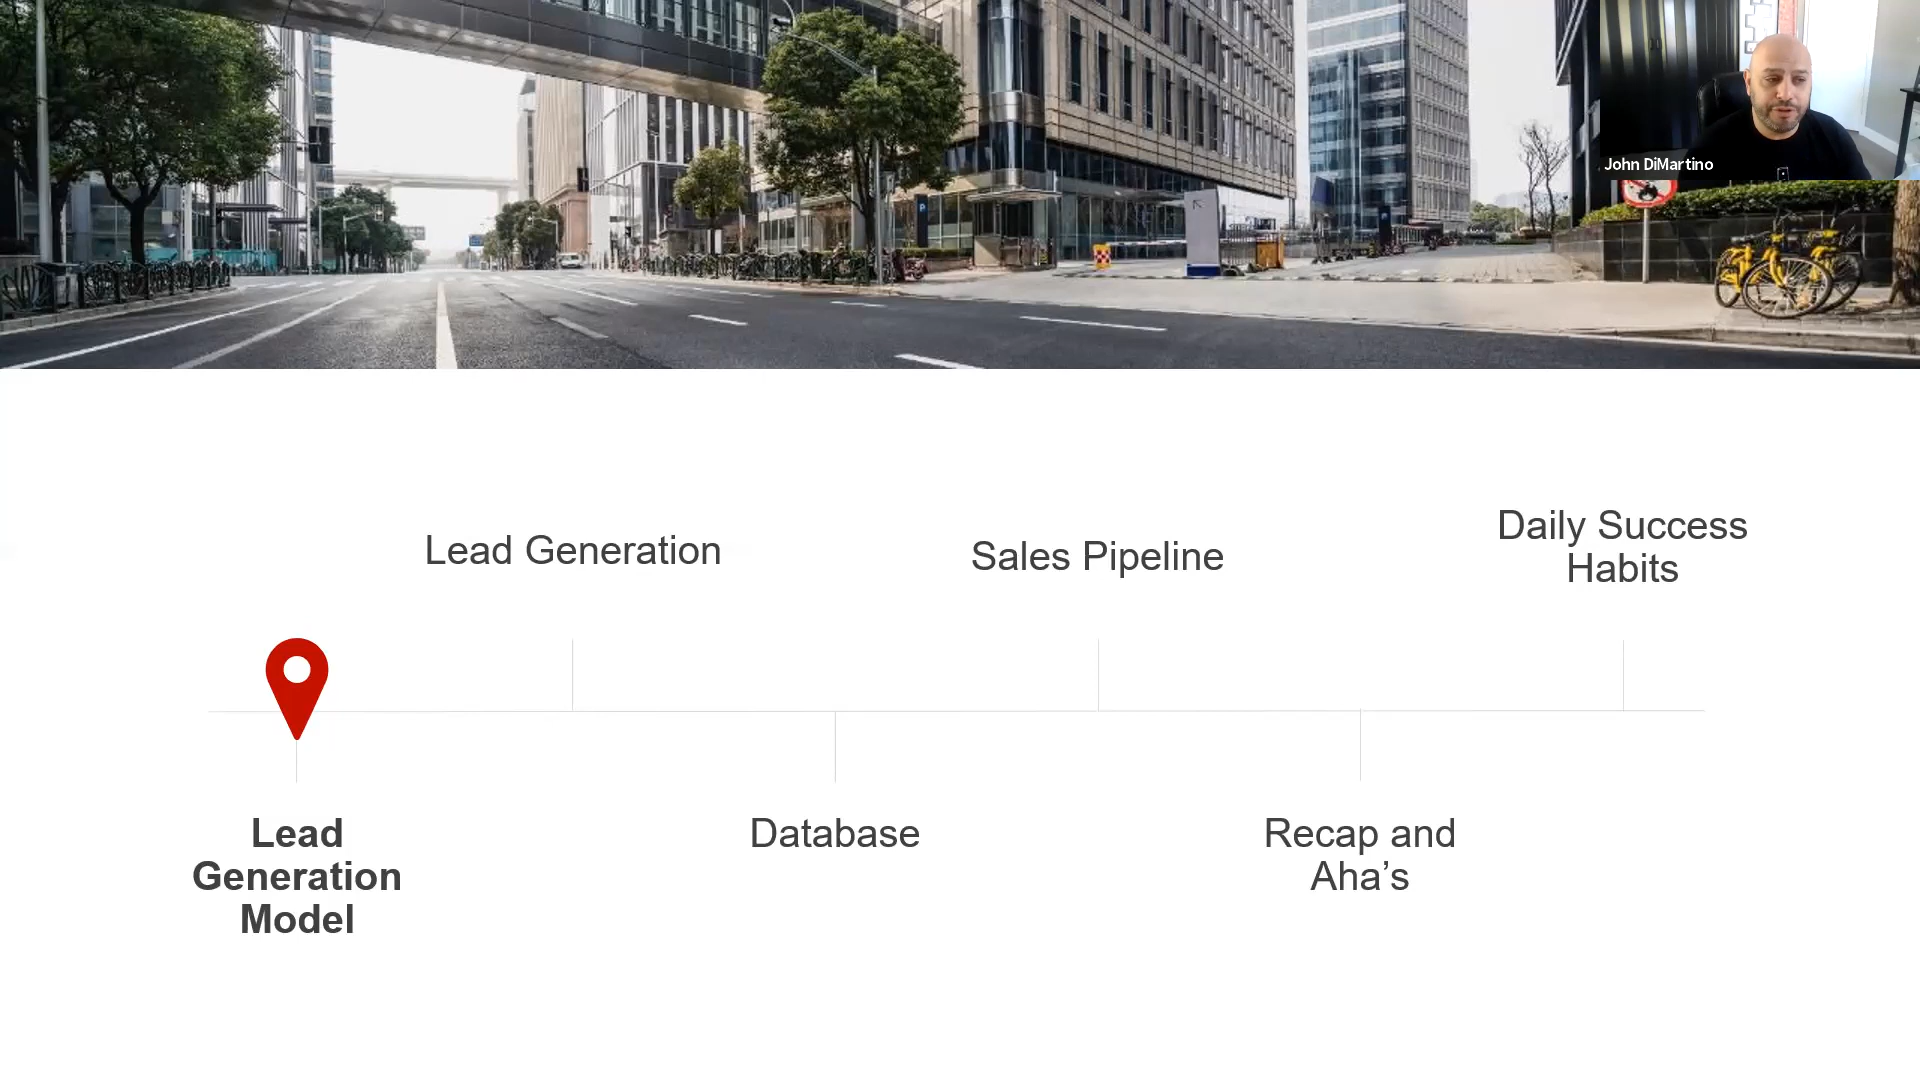 John DiMartino
Lead Generation
Sales Pipeline
Daily Success
Habits
Lead
Generation
Model
Database
Recap and
Aha’s